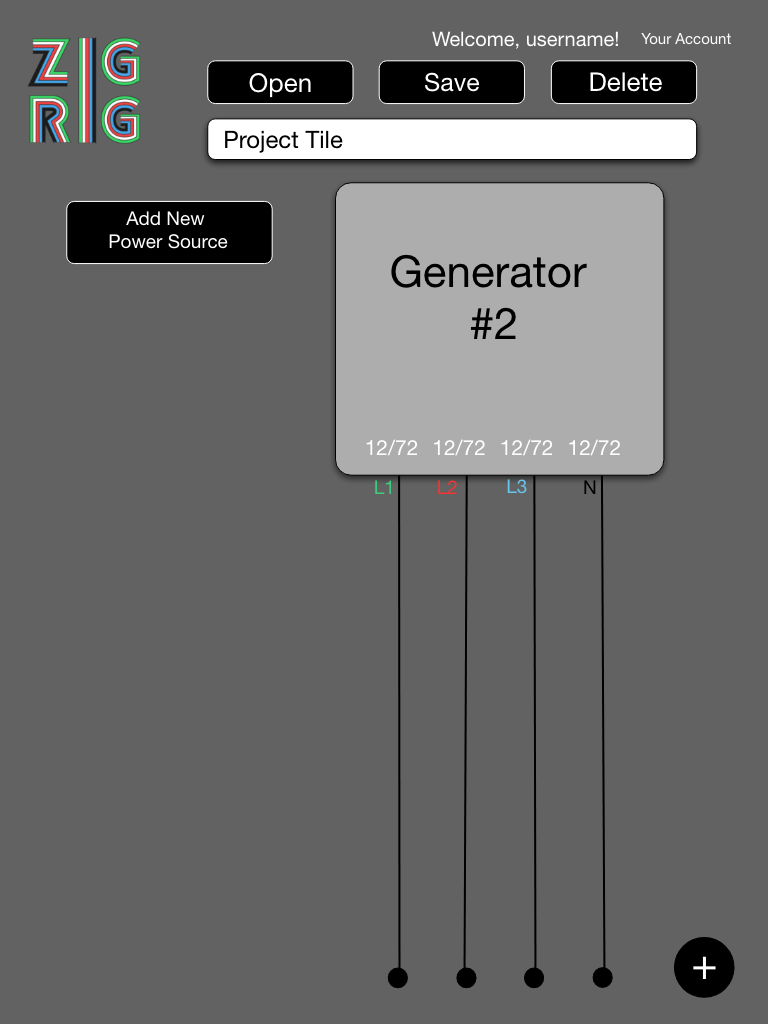 ZIG
RIG
Welcome, username! Your Account
Open Save Delete
Project Tile
Add New
Power Source
Generator
#2
12/72 12/72 12/72 12/72
L1 L2 L3 N
+